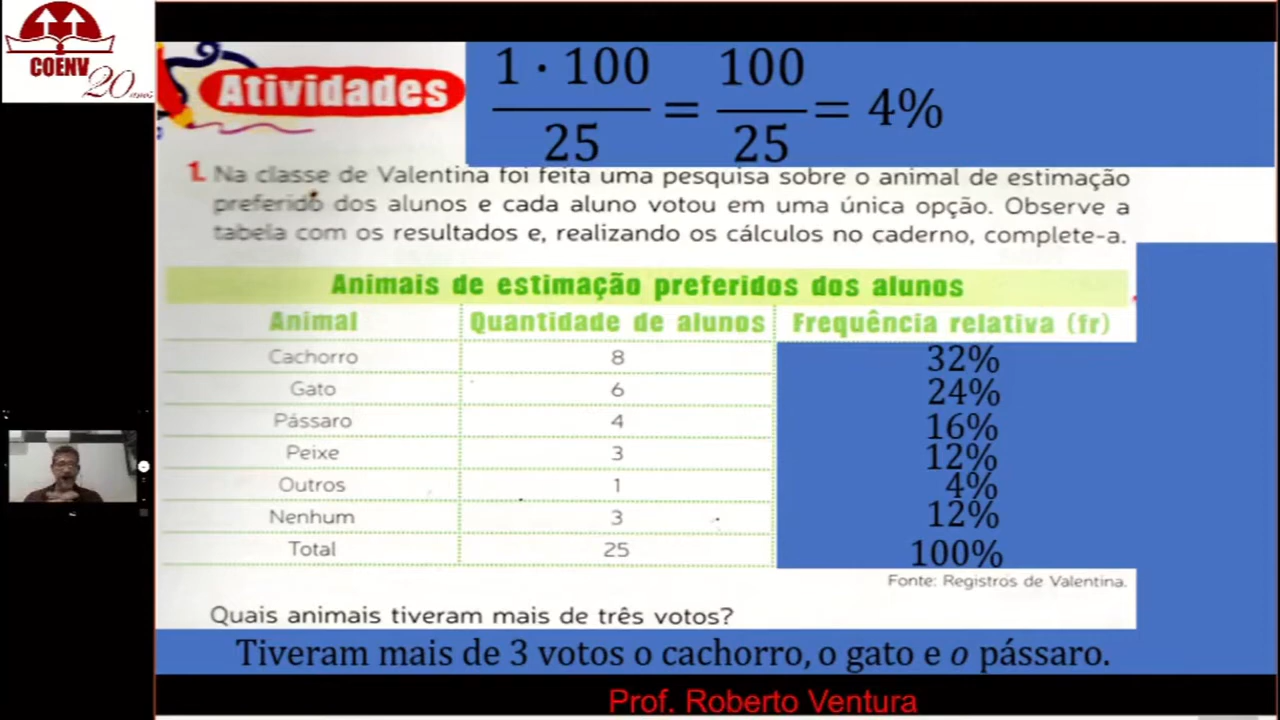 COENV
20 anos
Atividades
1 · 100 / 25 = 100 / 25 = 4%
1. Na classe de Valentina foi feita uma pesquisa sobre o animal de estimação
preferido dos alunos e cada aluno votou em uma única opção. Observe a
tabela com os resultados e, realizando os cálculos no caderno, complete-a.
Animais de estimação preferidos dos alunos
Animal Quantidade de alunos Frequência relativa (fr)
Cachorro 8 32%
Gato 6 24%
Pássaro 4 16%
Peixe 3 12%
Outros 1 4%
Nenhum 3 12%
Total 25 100%
Fonte: Registros de Valentina.
Quais animais tiveram mais de três votos?
Tiveram mais de 3 votos o cachorro, o gato e o pássaro.
Prof. Roberto Ventura